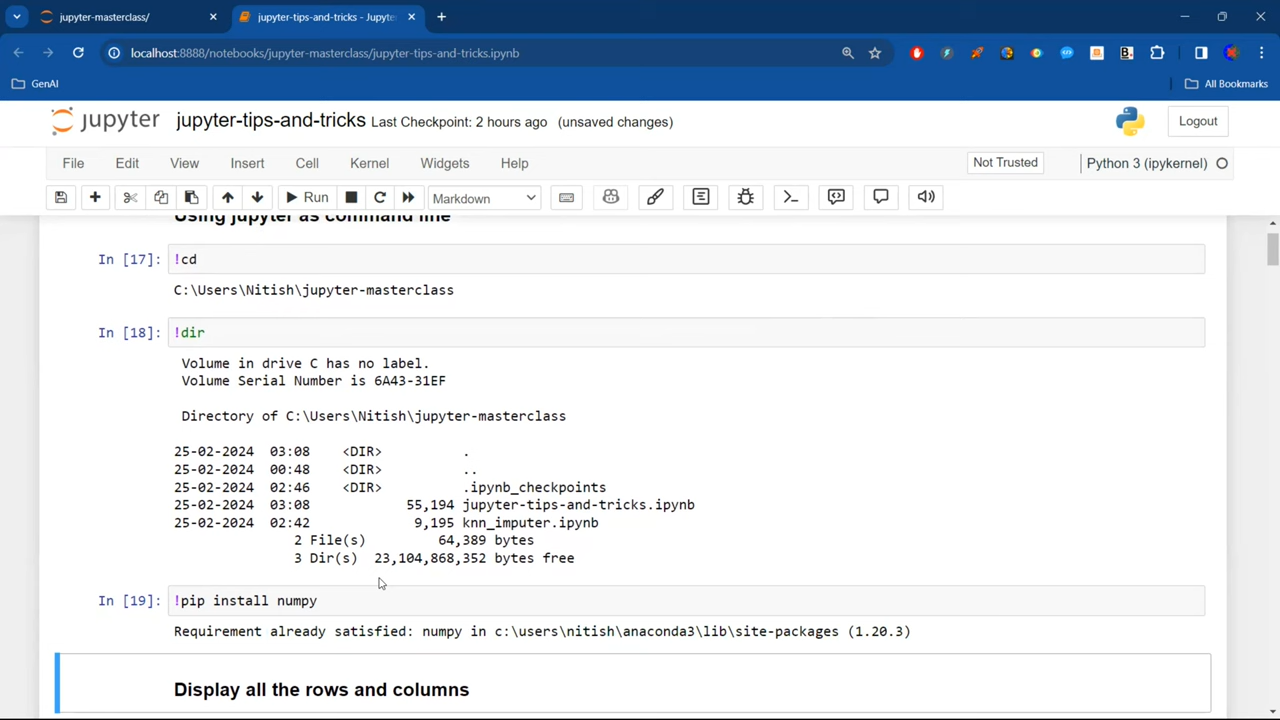 jupyter-masterclass/
jupyter-tips-and-tricks - Jupyte
localhost:8888/notebooks/jupyter-masterclass/jupyter-tips-and-tricks.ipynb
GenAI
All Bookmarks
jupyter
jupyter-tips-and-tricks Last Checkpoint: 2 hours ago (unsaved changes)
Logout
File Edit View Insert Cell Kernel Widgets Help
Not Trusted
Python 3 (ipykernel)
Run
Markdown
Using jupyter as command line
In [17]: !cd
C:\Users\Nitish\jupyter-masterclass
In [18]: !dir
Volume in drive C has no label.
Volume Serial Number is 6A43-31EF
Directory of C:\Users\Nitish\jupyter-masterclass
25-02-2024 03:08 <DIR> .
25-02-2024 00:48 <DIR> ..
25-02-2024 02:46 <DIR> .ipynb_checkpoints
25-02-2024 03:08 55,194 jupyter-tips-and-tricks.ipynb
25-02-2024 02:42 9,195 knn_imputer.ipynb
2 File(s) 64,389 bytes
3 Dir(s) 23,104,868,352 bytes free
In [19]: !pip install numpy
Requirement already satisfied: numpy in c:\users\nitish\anaconda3\lib\site-packages (1.20.3)
Display all the rows and columns